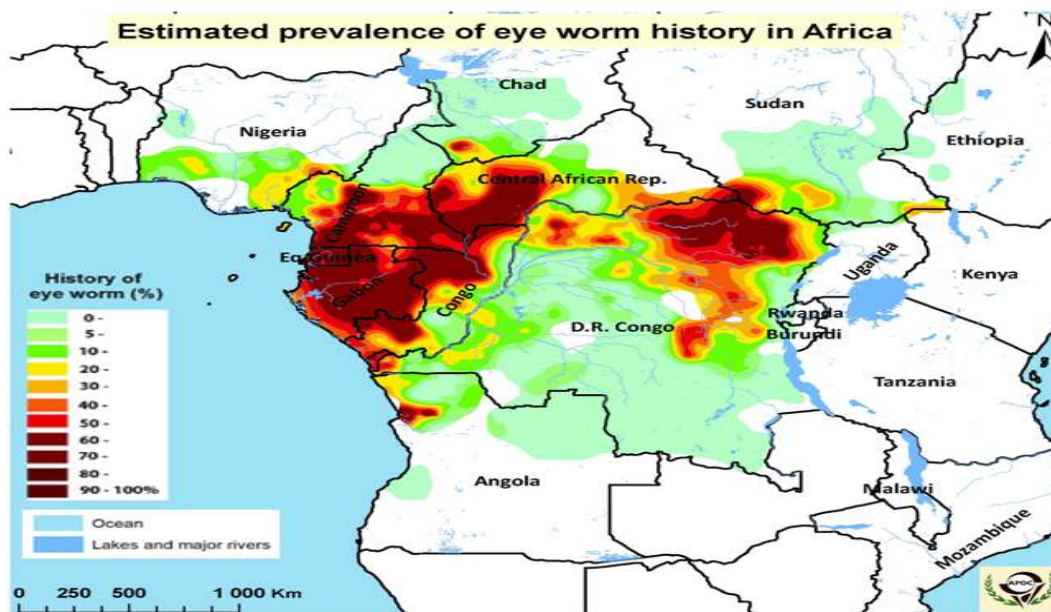 Estimated prevalence of eye worm history in Africa
N
Chad
Sudan
Nigeria
Ethiopia
Central African Rep.
Cameroon
Eq Guinea
Gabon
Congo
Uganda
Kenya
Rwanda
D.R. Congo
Burundi
Tanzania
Angola
Malawi
Mozambique
History of
eye worm (%)
0 -
5 -
10 -
20 -
30 -
40 -
50 -
60 -
70 -
80 -
90 - 100%
Ocean
Lakes and major rivers
0 250 500 1 000 Km
APOC